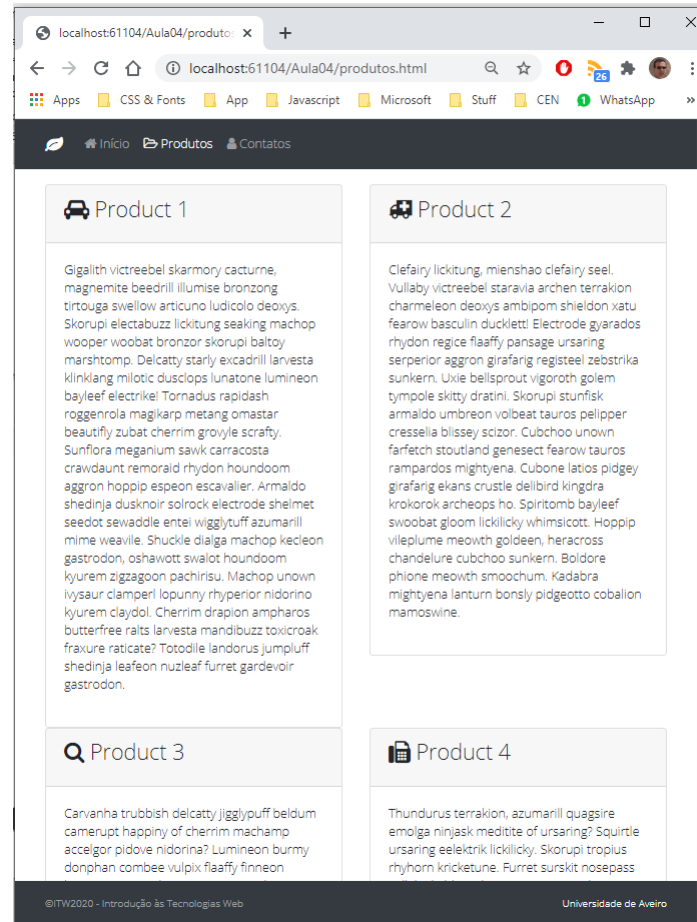 localhost:61104/Aula04/produtos
localhost:61104/Aula04/produtos.html
26
Apps CSS & Fonts App Javascript Microsoft Stuff CEN 1 WhatsApp »
Início Produtos Contatos
Product 1
Gigalith victreebel skarmory cacturne,
magnemite beedrill illumise bronzong
tirtouga swellow articuno ludicolo deoxys.
Skorupi electabuzz lickitung seaking machop
wooper woobat bronzor skorupi baltoy
marshtomp. Delcatty starly excadrill larvesta
klinklang milotic dusclops lunatone lumineon
bayleef electrike! Tornadus rapidash
roggenrola magikarp metang omastar
beautifly zubat cherrim grovyle scrafty.
Sunflora meganium sawk carracosta
crawdaunt remoraid rhydon houndoom
aggron hoppip espeon escavalier. Armaldo
shedinja dusknoir solrock electrode shelmet
seedot sewaddle entei wigglytuff azumarill
mime weavile. Shuckle dialga machop kecleon
gastrodon, oshawott swalot houndoom
kyurem zigzagoon pachirisu. Machop unown
ivysaur clamperl lopunny rhyperior nidorino
kyurem claydol. Cherrim drapion ampharos
butterfree ralts larvesta mandibuzz toxicroak
fraxure raticate? Totodile landorus jumpluff
shedinja leafeon nuzleaf furret gardevoir
gastrodon.
Product 2
Clefairy lickitung, mienshao clefairy seel.
Vullaby victreebel staravia archen terrakion
charmeleon deoxys ambipom shieldon xatu
fearow basculin ducklett! Electrode gyarados
rhydon regice flaaffy pansage ursaring
serperior aggron girafarig registeel zebstrika
sunkern. Uxie bellsprout vigoroth golem
tympole skitty dratini. Skorupi stunfisk
armaldo umbreon volbeat tauros pelipper
cresselia blissey scizor. Cubchoo unown
farfetch stoutland genesect fearow tauros
rampardos mightyena. Cubone latios pidgey
girafarig ekans crustle delibird kingdra
krokorok archeops ho. Spiritomb bayleef
swoobat gloom lickilicky whimsicott. Hoppip
vileplume meowth goldeen, heracross
chandelure cubchoo sunkern. Boldore
phione meowth smoochum. Kadabra
mightyena lanturn bonsly pidgeotto cobalion
mamoswine.
Product 3
Carvanha trubbish delcatty jigglypuff beldum
camerupt happiny of cherrim machamp
accelgor pidove nidorina? Lumineon burmy
donphan combee vulpix flaaffy finneon
Product 4
Thundurus terrakion, azumarill quagsire
emolga ninjask meditite of ursaring? Squirtle
ursaring eelektrik lickilicky. Skorupi tropius
rhyhorn kricketune. Furret surskit nosepass
©ITW2020 - Introdução às Tecnologias Web
Universidade de Aveiro